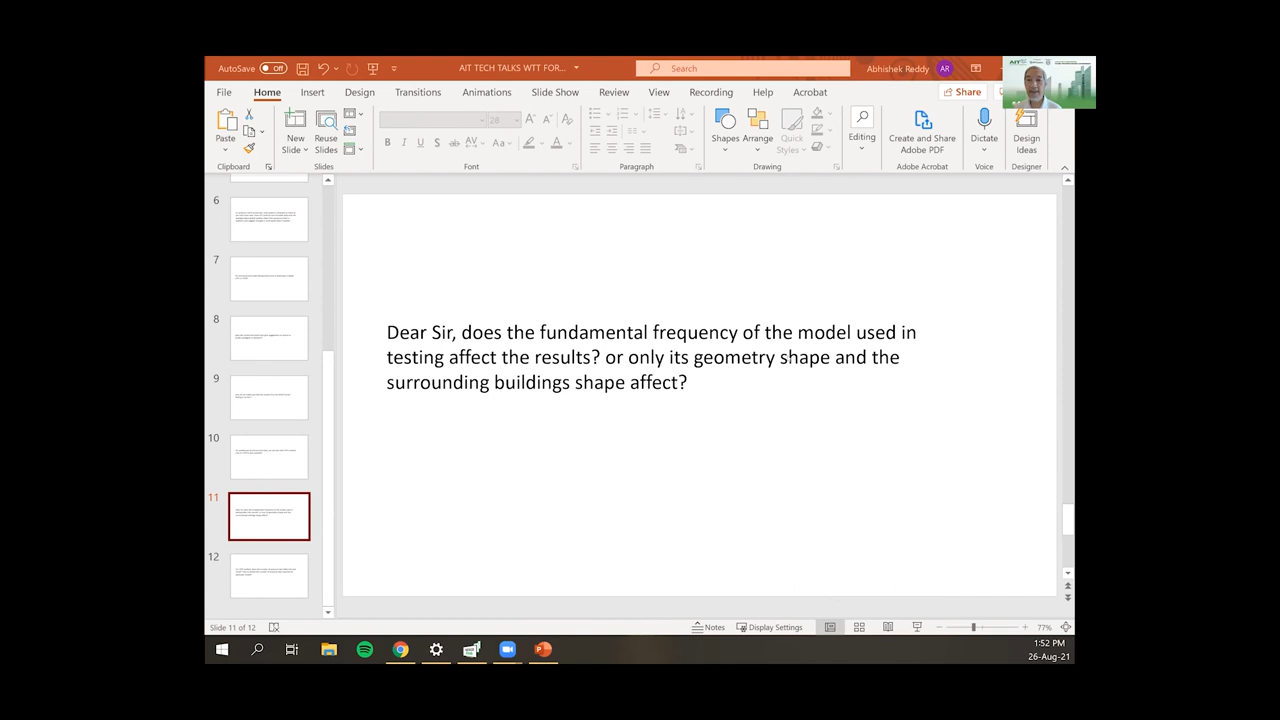 AutoSave Off AIT TECH TALKS WTT FOR... Search Abhishek Reddy AR
AIT
File Home Insert Design Transitions Animations Slide Show Review View Recording Help Acrobat Share
28
Paste New Slide Reuse Slides B I U S ab AV Aa A Shapes Arrange Quick Styles Editing Create and Share Adobe PDF Dictate Design Ideas
Clipboard Slides Font Paragraph Drawing Adobe Acrobat Voice Designer
6
7
8
9
10
11
12
Dear Sir, does the fundamental frequency of the model used in
testing affect the results? or only its geometry shape and the
surrounding buildings shape affect?
Slide 11 of 12 Notes Display Settings 77%
1:52 PM
26-Aug-21